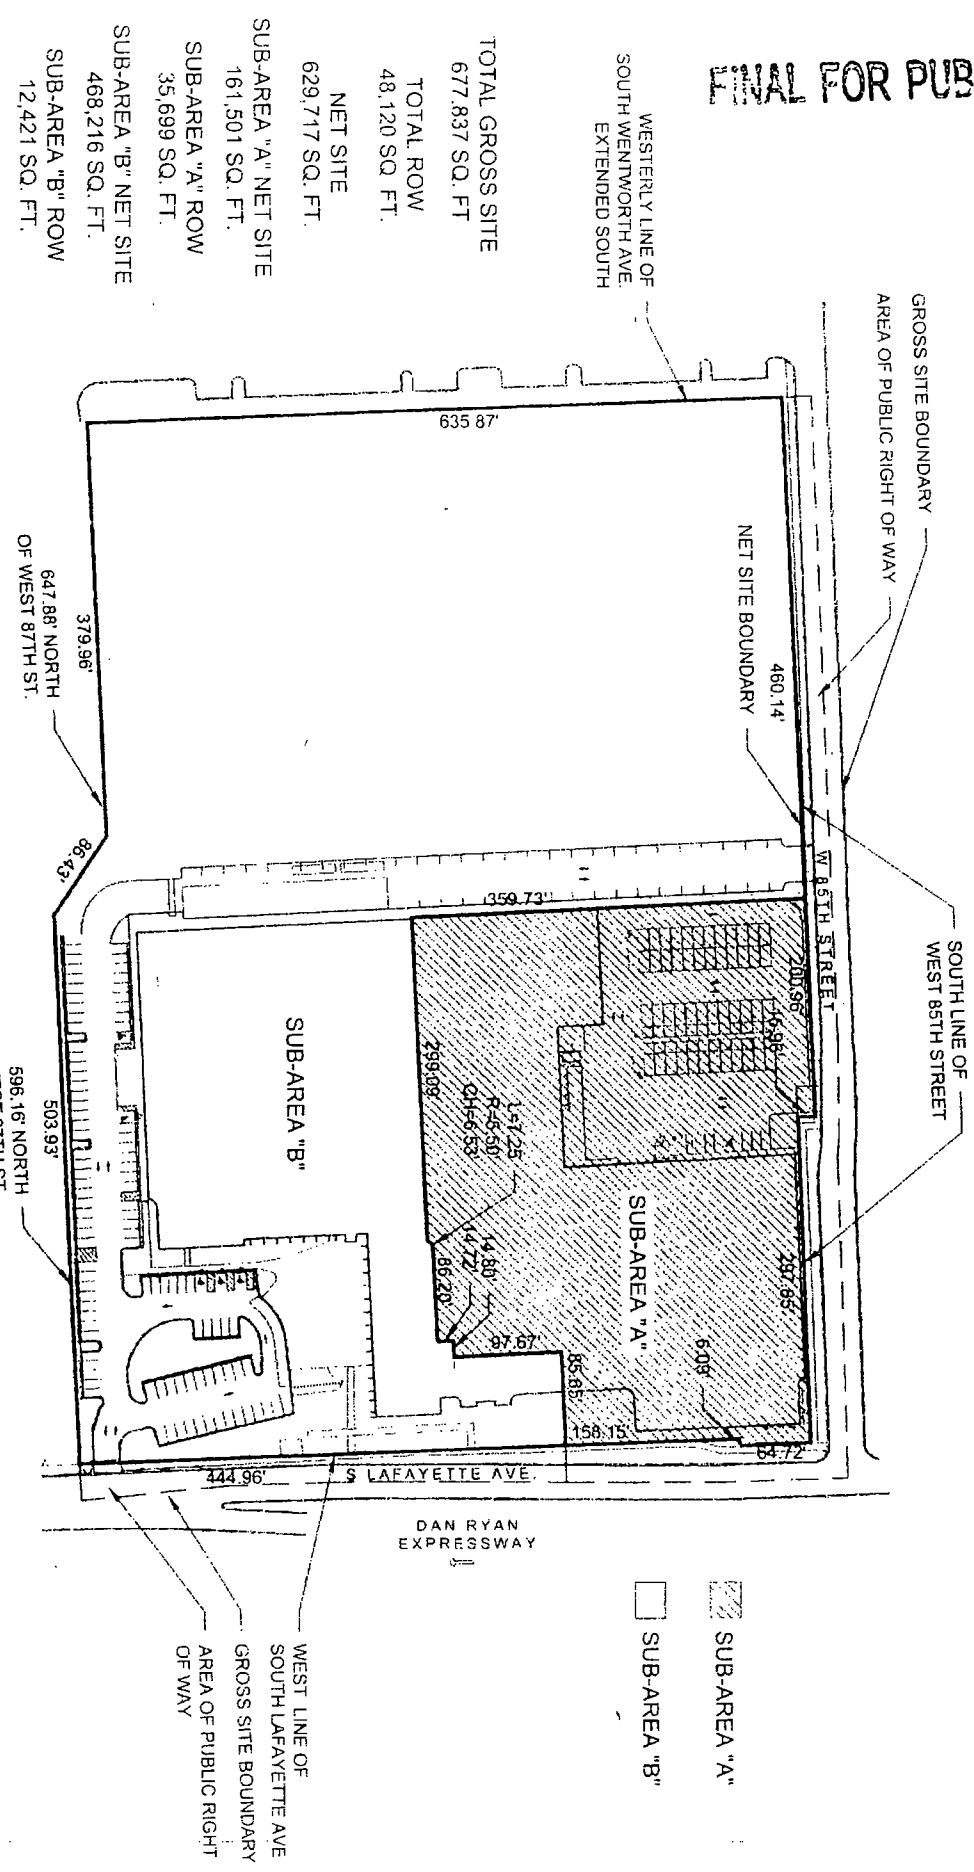 FINAL FOR PUB
TOTAL GROSS SITE
677.837 SQ. FT
TOTAL ROW
48,120 SQ FT.
NET SITE
629,717 SQ. FT.
SUB-AREA "A" NET SITE
161,501 SQ. FT.
SUB-AREA "A" ROW
35,699 SQ. FT.
SUB-AREA "B" NET SITE
468,216 SQ. FT.
SUB-AREA "B" ROW
12,421 SQ. FT.
WESTERLY LINE OF
SOUTH WENTWORTH AVE.
EXTENDED SOUTH
GROSS SITE BOUNDARY
AREA OF PUBLIC RIGHT OF WAY
NET SITE BOUNDARY
460.14'
635 87'
379.96'
647.88' NORTH
OF WEST 87TH ST.
86.43'
W 85TH STREET
SOUTH LINE OF
WEST 85TH STREET
359.73'
200.96'
16.96'
297.85'
SUB-AREA "A"
SUB-AREA "B"
299.09'
L=7.25
R=5.50
CH=6.53
14.80'
14.72'
86.20'
97.67'
85.65'
6.09'
158.15'
64.72'
503.93'
596.16' NORTH
444.96'
S LAFAYETTE AVE.
DAN RYAN
EXPRESSWAY
WEST LINE OF
SOUTH LAFAYETTE AVE
GROSS SITE BOUNDARY
AREA OF PUBLIC RIGHT
OF WAY
SUB-AREA "A"
SUB-AREA "B"